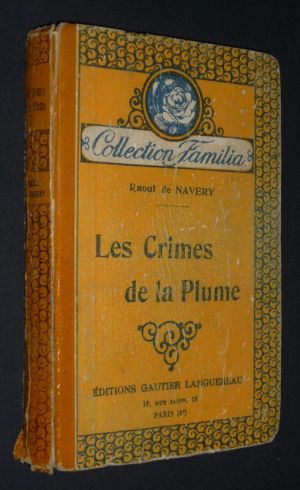 Collection Familia
Raoul de NAVERY
Les Crimes
de la Plume
ÉDITIONS GAUTIER LANGUEREAU
18, RUE JACOB, 18
PARIS (6e)
NAVERY